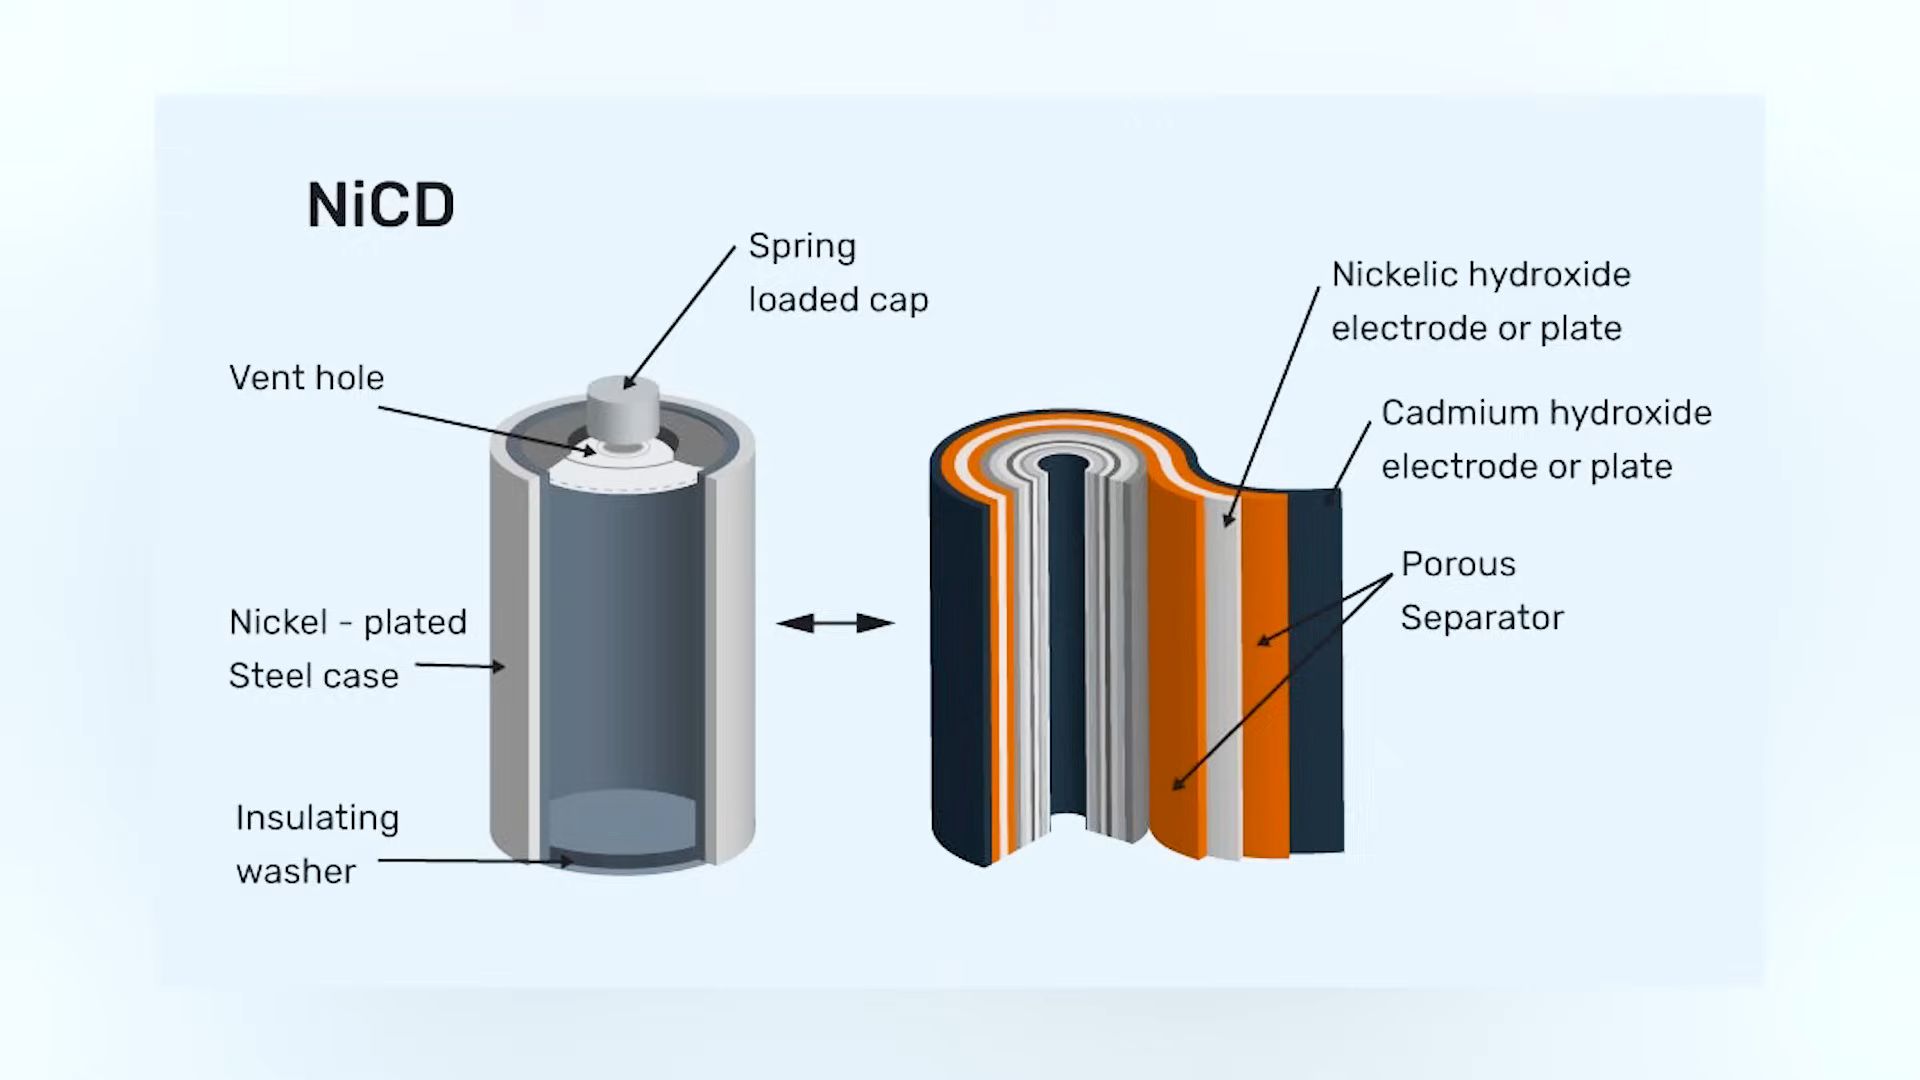 NiCD
Spring
loaded cap
Vent hole
Nickel - plated
Steel case
Insulating
washer
Nickelic hydroxide
electrode or plate
Cadmium hydroxide
electrode or plate
Porous
Separator